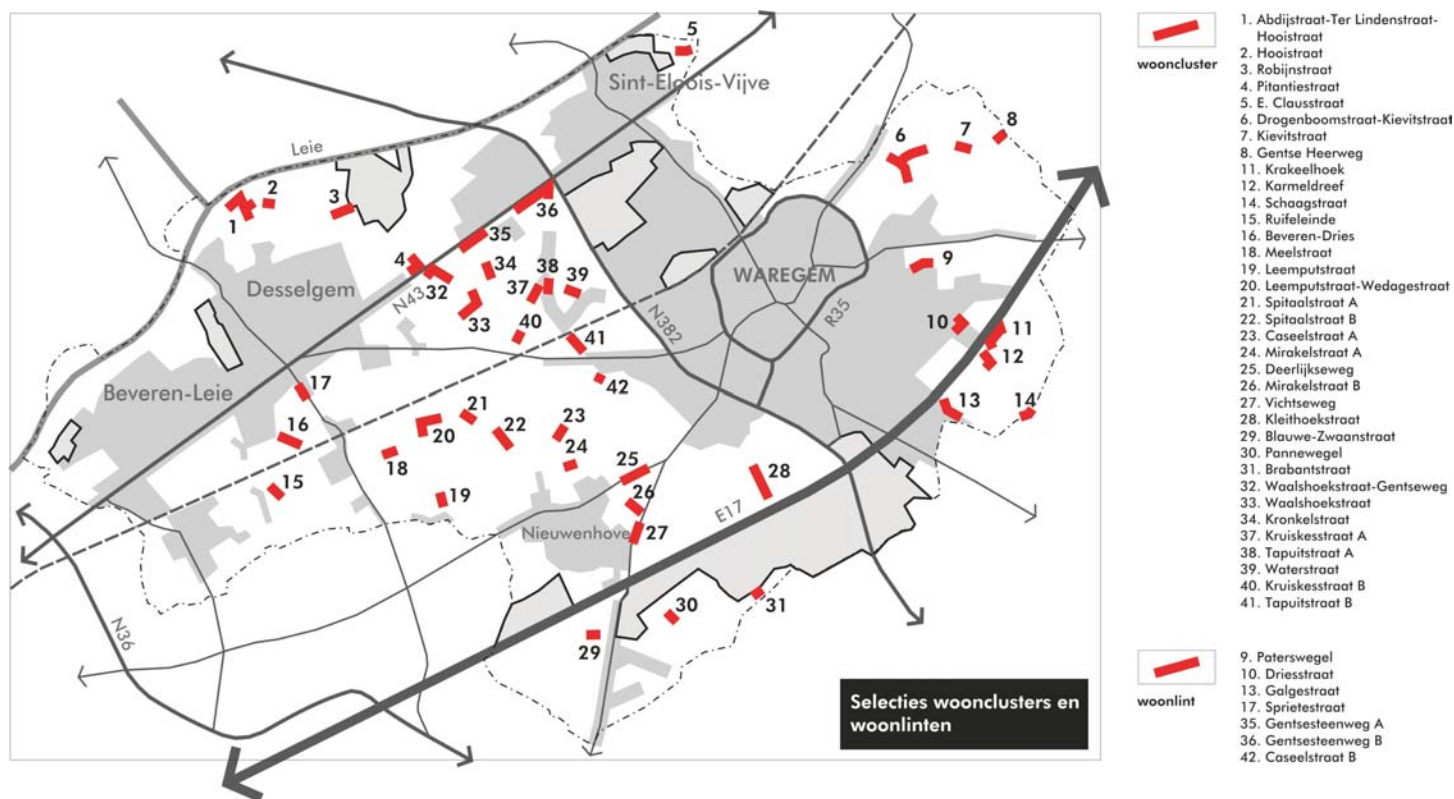 5
Sint-Eloois-Vijve
Leie
6
7
8
2
3
1
36
35
4
34
38
39
WAREGEM
9
Desselgem
N43
32
37
33
40
41
N382
R35
10
11
12
42
Beveren-Leie
17
13
14
16
21
20
22
23
18
24
25
28
15
19
26
E17
Nieuwenhove
27
N36
30
31
29
Selecties woonclusters en
woonlinten
wooncluster
1. Abdijstraat-Ter Lindenstraat-
Hooistraat
2. Hooistraat
3. Robijnstraat
4. Pitantiestraat
5. E. Clausstraat
6. Drogenboomstraat-Kievitstraat
7. Kievitstraat
8. Gentse Heerweg
11. Krakeelhoek
12. Karmeldreef
14. Schaagstraat
15. Ruifeleinde
16. Beveren-Dries
18. Meelstraat
19. Leemputstraat
20. Leemputstraat-Wedagestraat
21. Spitaalstraat A
22. Spitaalstraat B
23. Caseelstraat A
24. Mirakelstraat A
25. Deerlijkseweg
26. Mirakelstraat B
27. Vichtseweg
28. Kleithoekstraat
29. Blauwe-Zwaanstraat
30. Pannewegel
31. Brabantstraat
32. Waalshoekstraat-Gentseweg
33. Waalshoekstraat
34. Kronkelstraat
37. Kruiskesstraat A
38. Tapuitstraat A
39. Waterstraat
40. Kruiskesstraat B
41. Tapuitstraat B
woonlint
9. Paterswegel
10. Driesstraat
13. Galgestraat
17. Sprietestraat
35. Gentsesteenweg A
36. Gentsesteenweg B
42. Caseelstraat B